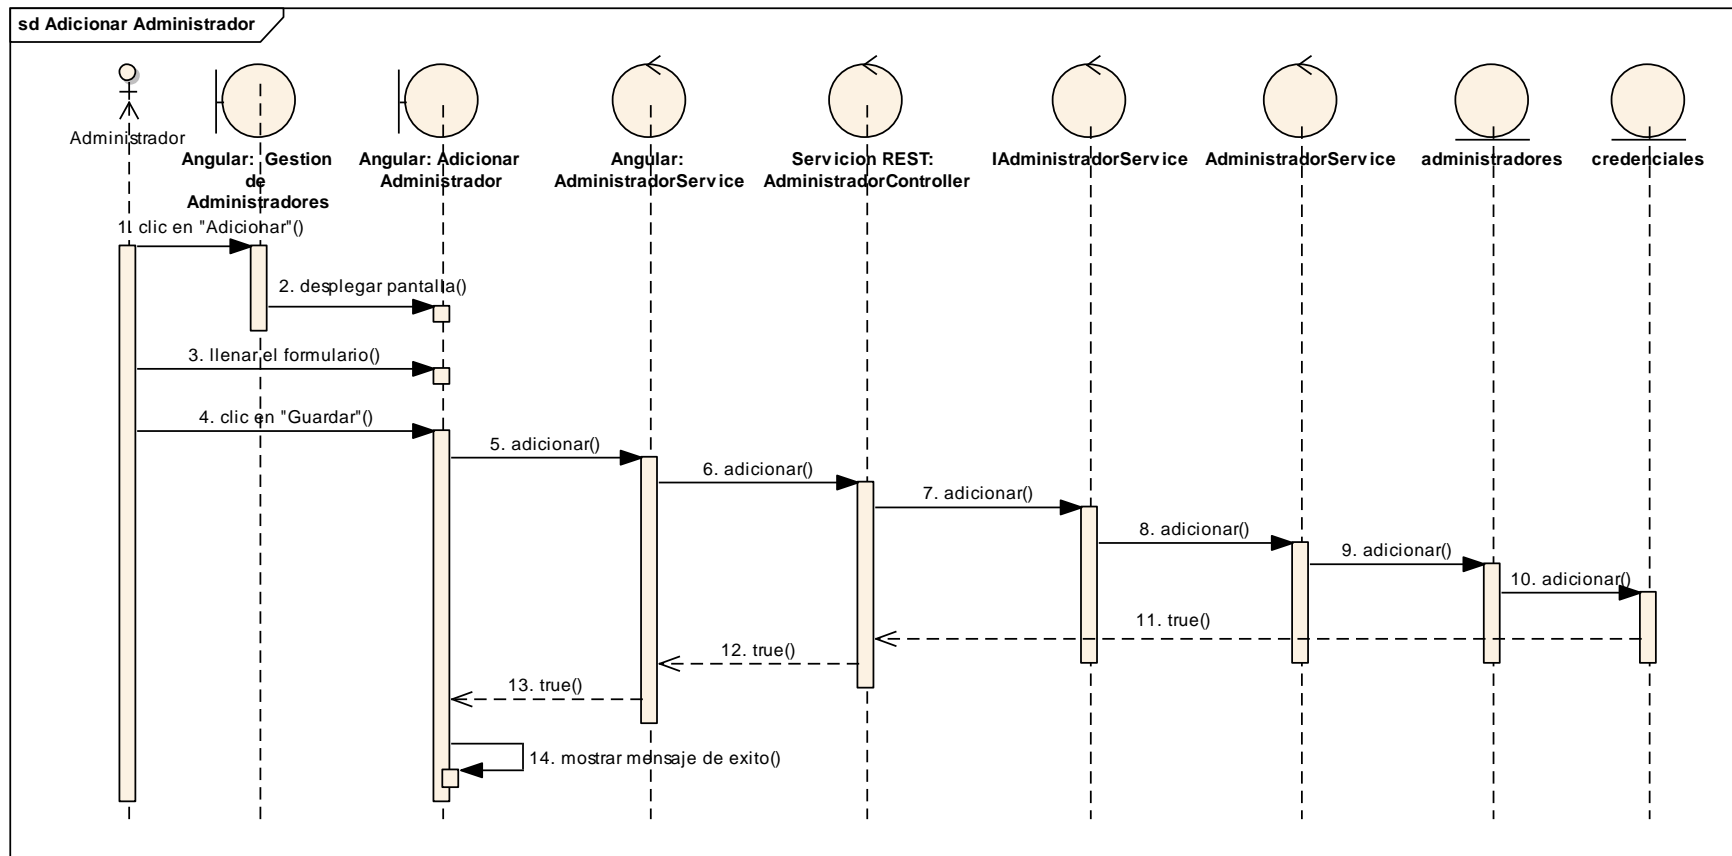 sd Adicionar Administrador
Administrador
Angular: Gestion
de
Administradores
Angular: Adicionar
Administrador
Angular:
AdministradorService
Servicion REST:
AdministradorController
IAdministradorService
AdministradorService
administradores
credenciales
1. clic en "Adicionar"()
2. desplegar pantalla()
3. llenar el formulario()
4. clic en "Guardar"()
5. adicionar()
6. adicionar()
7. adicionar()
8. adicionar()
9. adicionar()
10. adicionar()
11. true()
12. true()
13. true()
14. mostrar mensaje de exito()